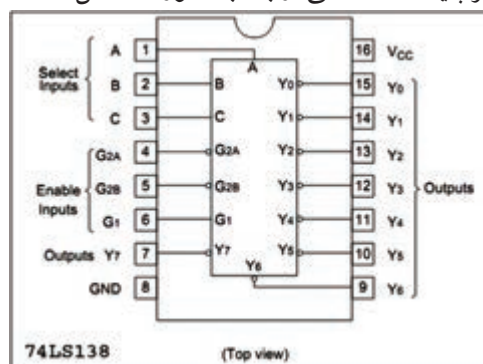 A 1 A 16 VCC
Select Inputs
B 2 B Y0 15 Y0
C 3 C Y1 14 Y1
G2A 4 G2A Y2 13 Y2
Enable Inputs
G2B 5 G2B Y3 12 Y3 Outputs
G1 6 G1 Y4 11 Y4
Outputs Y7 7 Y7 Y5 10 Y5
Y6
GND 8 9 Y6
74LS138 (Top view)